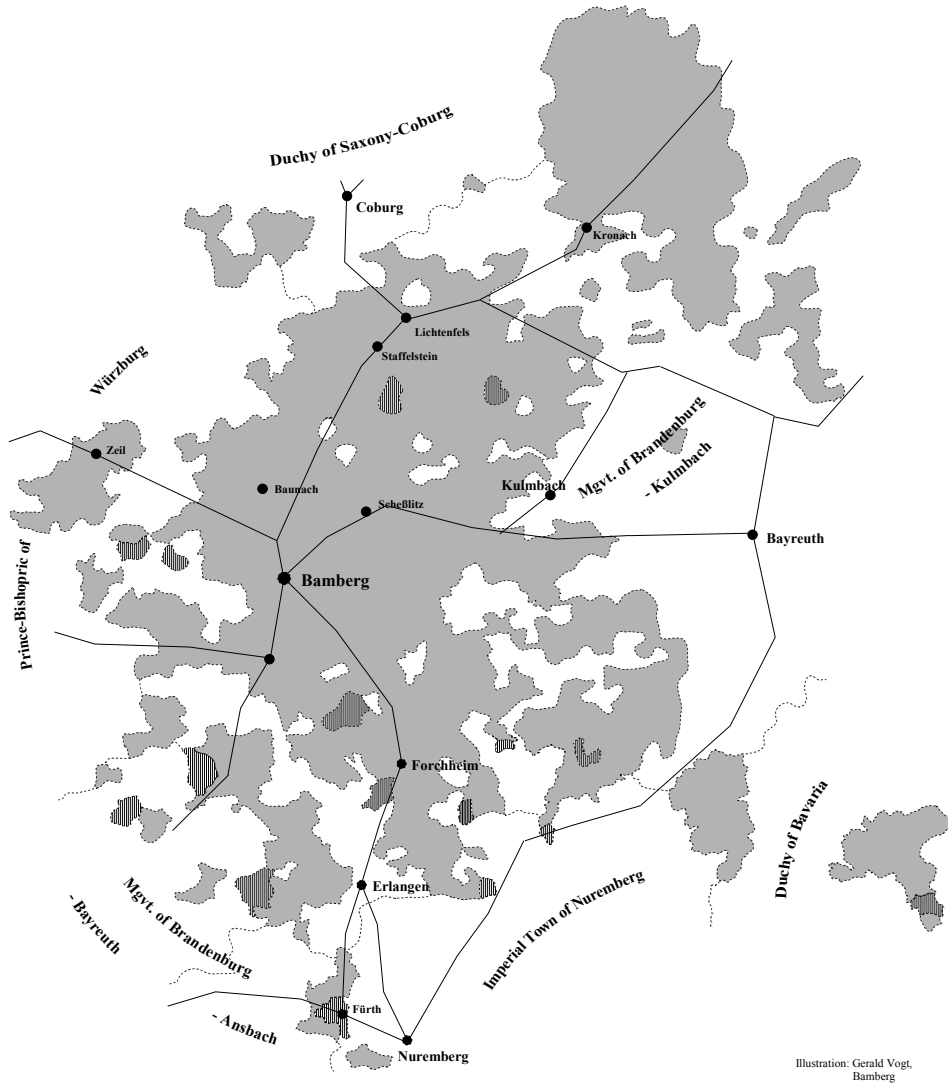 Duchy of Saxony-Coburg
Coburg
Kronach
Lichtenfels
Staffelstein
Würzburg
Zeil
Mgvt. of Brandenburg
- Kulmbach
Kulmbach
Baunach
Scheßlitz
Bayreuth
Prince-Bishopric of
Bamberg
Forchheim
Duchy of Bavaria
Erlangen
Mgvt. of Brandenburg
- Bayreuth
Imperial Town of Nuremberg
Fürth
- Ansbach
Nuremberg
Illustration: Gerald Vogt,
Bamberg